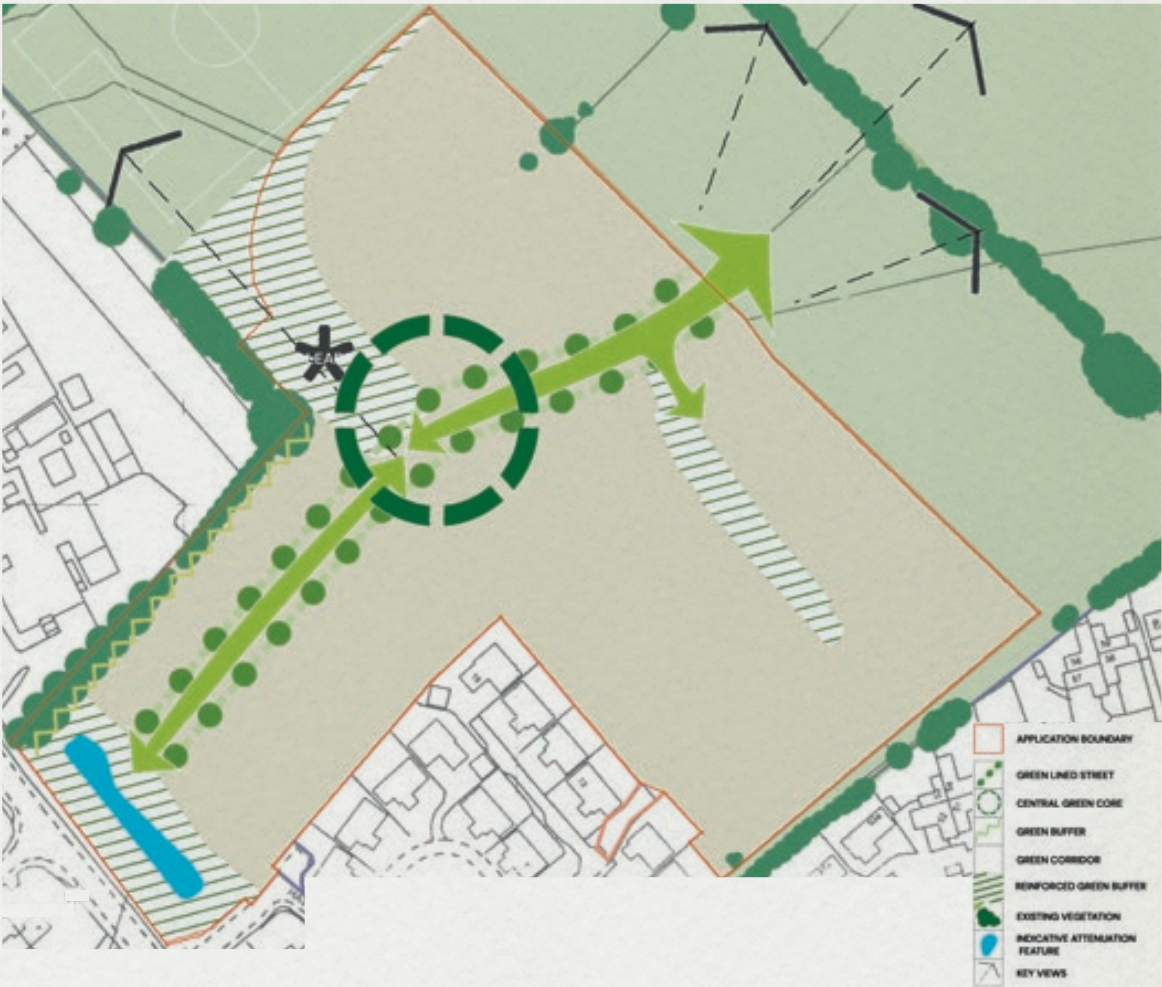 LEAP
APPLICATION BOUNDARY
GREEN LINED STREET
CENTRAL GREEN CORE
GREEN BUFFER
GREEN CORRIDOR
REINFORCED GREEN BUFFER
EXISTING VEGETATION
INDICATIVE ATTENUATION
FEATURE
KEY VIEWS